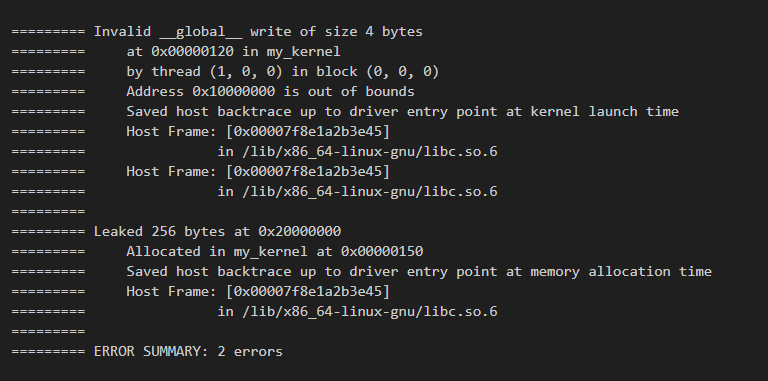 ========= Invalid __global__ write of size 4 bytes
=========     at 0x00000120 in my_kernel
=========     by thread (1, 0, 0) in block (0, 0, 0)
=========     Address 0x10000000 is out of bounds
=========     Saved host backtrace up to driver entry point at kernel launch time
=========     Host Frame: [0x00007f8e1a2b3e45]
=========                in /lib/x86_64-linux-gnu/libc.so.6
=========     Host Frame: [0x00007f8e1a2b3e45]
=========                in /lib/x86_64-linux-gnu/libc.so.6
=========
========= Leaked 256 bytes at 0x20000000
=========     Allocated in my_kernel at 0x00000150
=========     Saved host backtrace up to driver entry point at memory allocation time
=========     Host Frame: [0x00007f8e1a2b3e45]
=========                in /lib/x86_64-linux-gnu/libc.so.6
=========
========= ERROR SUMMARY: 2 errors